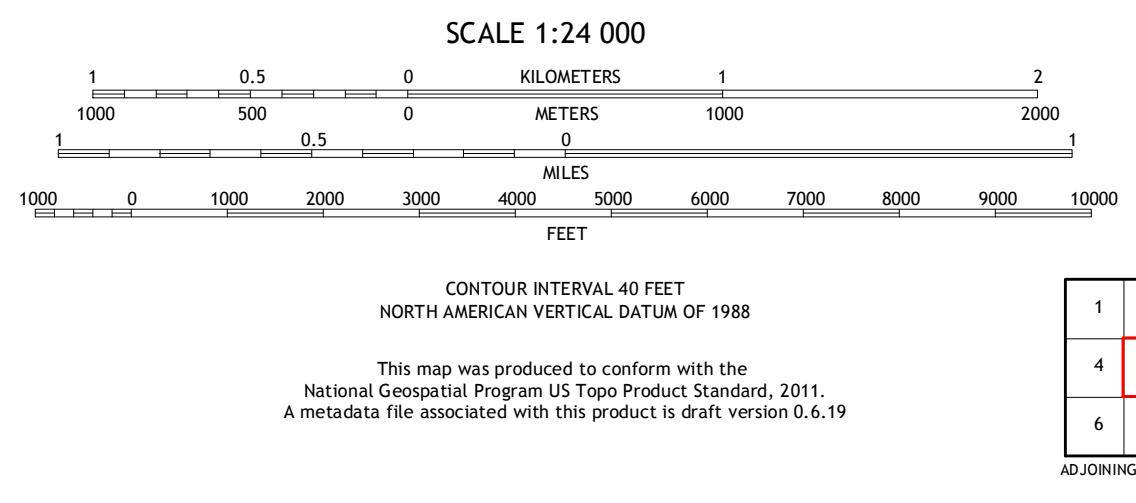 SCALE 1:24 000
1 0.5 0 KILOMETERS 1 2
1000 500 0 METERS 1000 2000
1 0.5 0 1
MILES
1000 0 1000 2000 3000 4000 5000 6000 7000 8000 9000 10000
FEET
CONTOUR INTERVAL 40 FEET
NORTH AMERICAN VERTICAL DATUM OF 1988
This map was produced to conform with the
National Geospatial Program US Topo Product Standard, 2011.
A metadata file associated with this product is draft version 0.6.19
1
4
6
ADJOINING